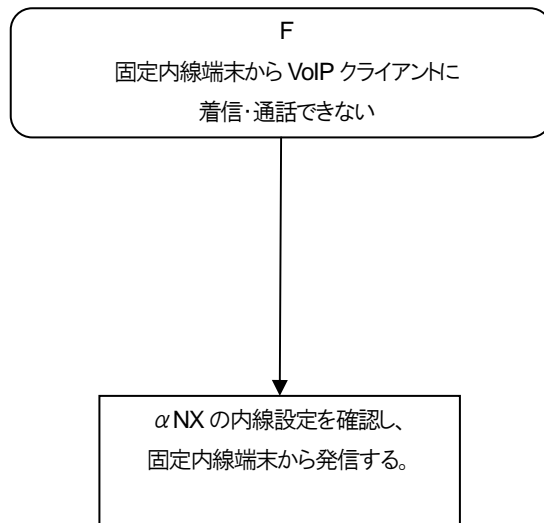 F
固定内線端末から VoIP クライアントに
着信・通話できない
αNX の内線設定を確認し、
固定内線端末から発信する。